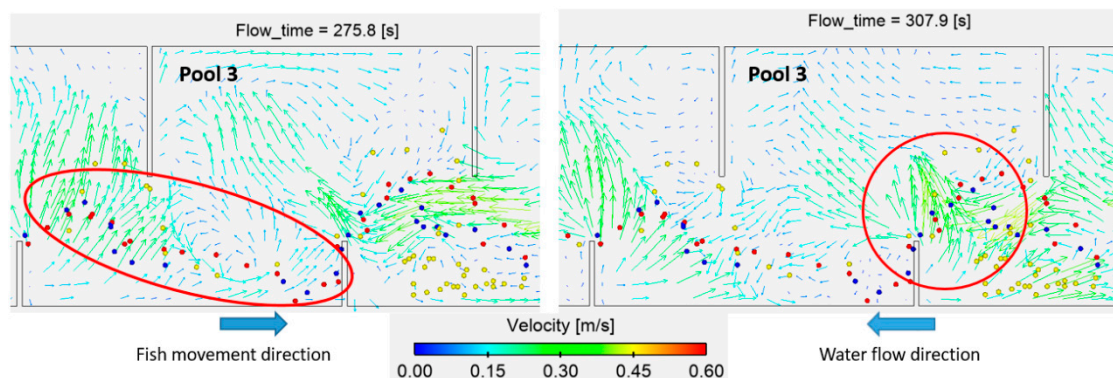 Flow_time = 275.8 [s]
Flow_time = 307.9 [s]
Pool 3
Pool 3
Velocity [m/s]
Fish movement direction
Water flow direction
0.00 0.15 0.30 0.45 0.60